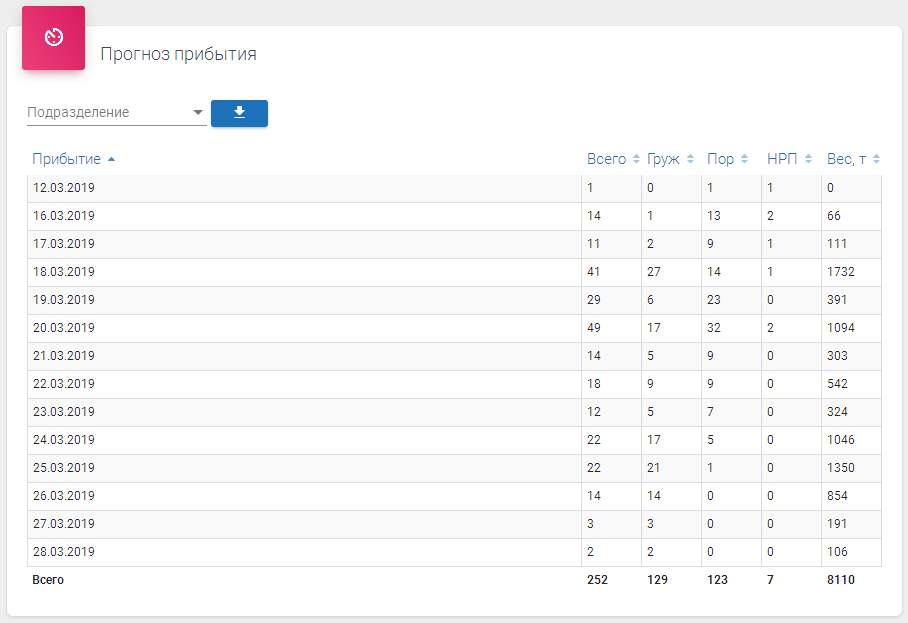 Прогноз прибытия
Подразделение
Прибытие Всего Груж Пор НРП Вес, т
12.03.2019 1 0 1 1 0
16.03.2019 14 1 13 2 66
17.03.2019 11 2 9 1 111
18.03.2019 41 27 14 1 1732
19.03.2019 29 6 23 0 391
20.03.2019 49 17 32 2 1094
21.03.2019 14 5 9 0 303
22.03.2019 18 9 9 0 542
23.03.2019 12 5 7 0 324
24.03.2019 22 17 5 0 1046
25.03.2019 22 21 1 0 1350
26.03.2019 14 14 0 0 854
27.03.2019 3 3 0 0 191
28.03.2019 2 2 0 0 106
Всего 252 129 123 7 8110